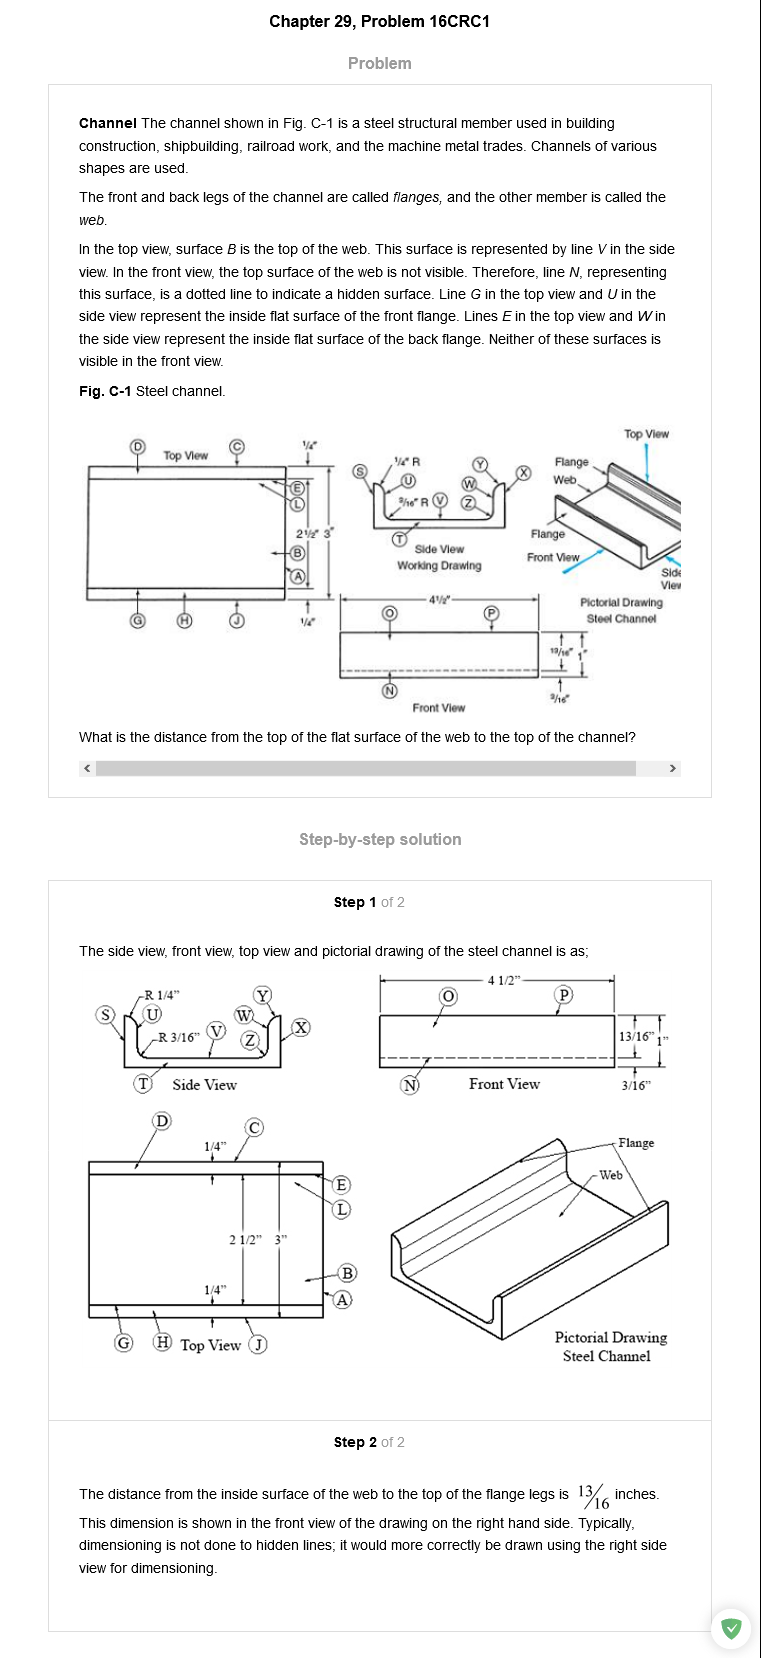 Chapter 29, Problem 16CRC1
Problem
Channel The channel shown in Fig. C-1 is a steel structural member used in building
construction, shipbuilding, railroad work, and the machine metal trades. Channels of various
shapes are used.
The front and back legs of the channel are called flanges, and the other member is called the
web.
In the top view, surface B is the top of the web. This surface is represented by line V in the side
view. In the front view, the top surface of the web is not visible. Therefore, line N, representing
this surface, is a dotted line to indicate a hidden surface. Line G in the top view and U in the
side view represent the inside flat surface of the front flange. Lines E in the top view and W in
the side view represent the inside flat surface of the back flange. Neither of these surfaces is
visible in the front view.
Fig. C-1 Steel channel.
D
Top View
C
1/4"
E
L
2 1/2" 3"
B
A
G
H
J
1/4"
S
1/4" R
U
Y
W
X
3/16" R
V
Z
T
Side View
Working Drawing
Top View
Flange
Web
Flange
Front View
Side
View
Pictorial Drawing
Steel Channel
4 1/2"
O
P
13/16"
1"
N
3/16"
Front View
What is the distance from the top of the flat surface of the web to the top of the channel?
Step-by-step solution
Step 1 of 2
The side view, front view, top view and pictorial drawing of the steel channel is as;
R 1/4"
S
U
Y
W
X
R 3/16"
V
Z
T
Side View
4 1/2"
O
P
13/16"
1"
N
Front View
3/16"
D
C
1/4"
E
L
2 1/2" 3"
B
1/4"
A
G
H
Top View
J
Flange
Web
Pictorial Drawing
Steel Channel
Step 2 of 2
The distance from the inside surface of the web to the top of the flange legs is 13/16 inches.
This dimension is shown in the front view of the drawing on the right hand side. Typically,
dimensioning is not done to hidden lines; it would more correctly be drawn using the right side
view for dimensioning.